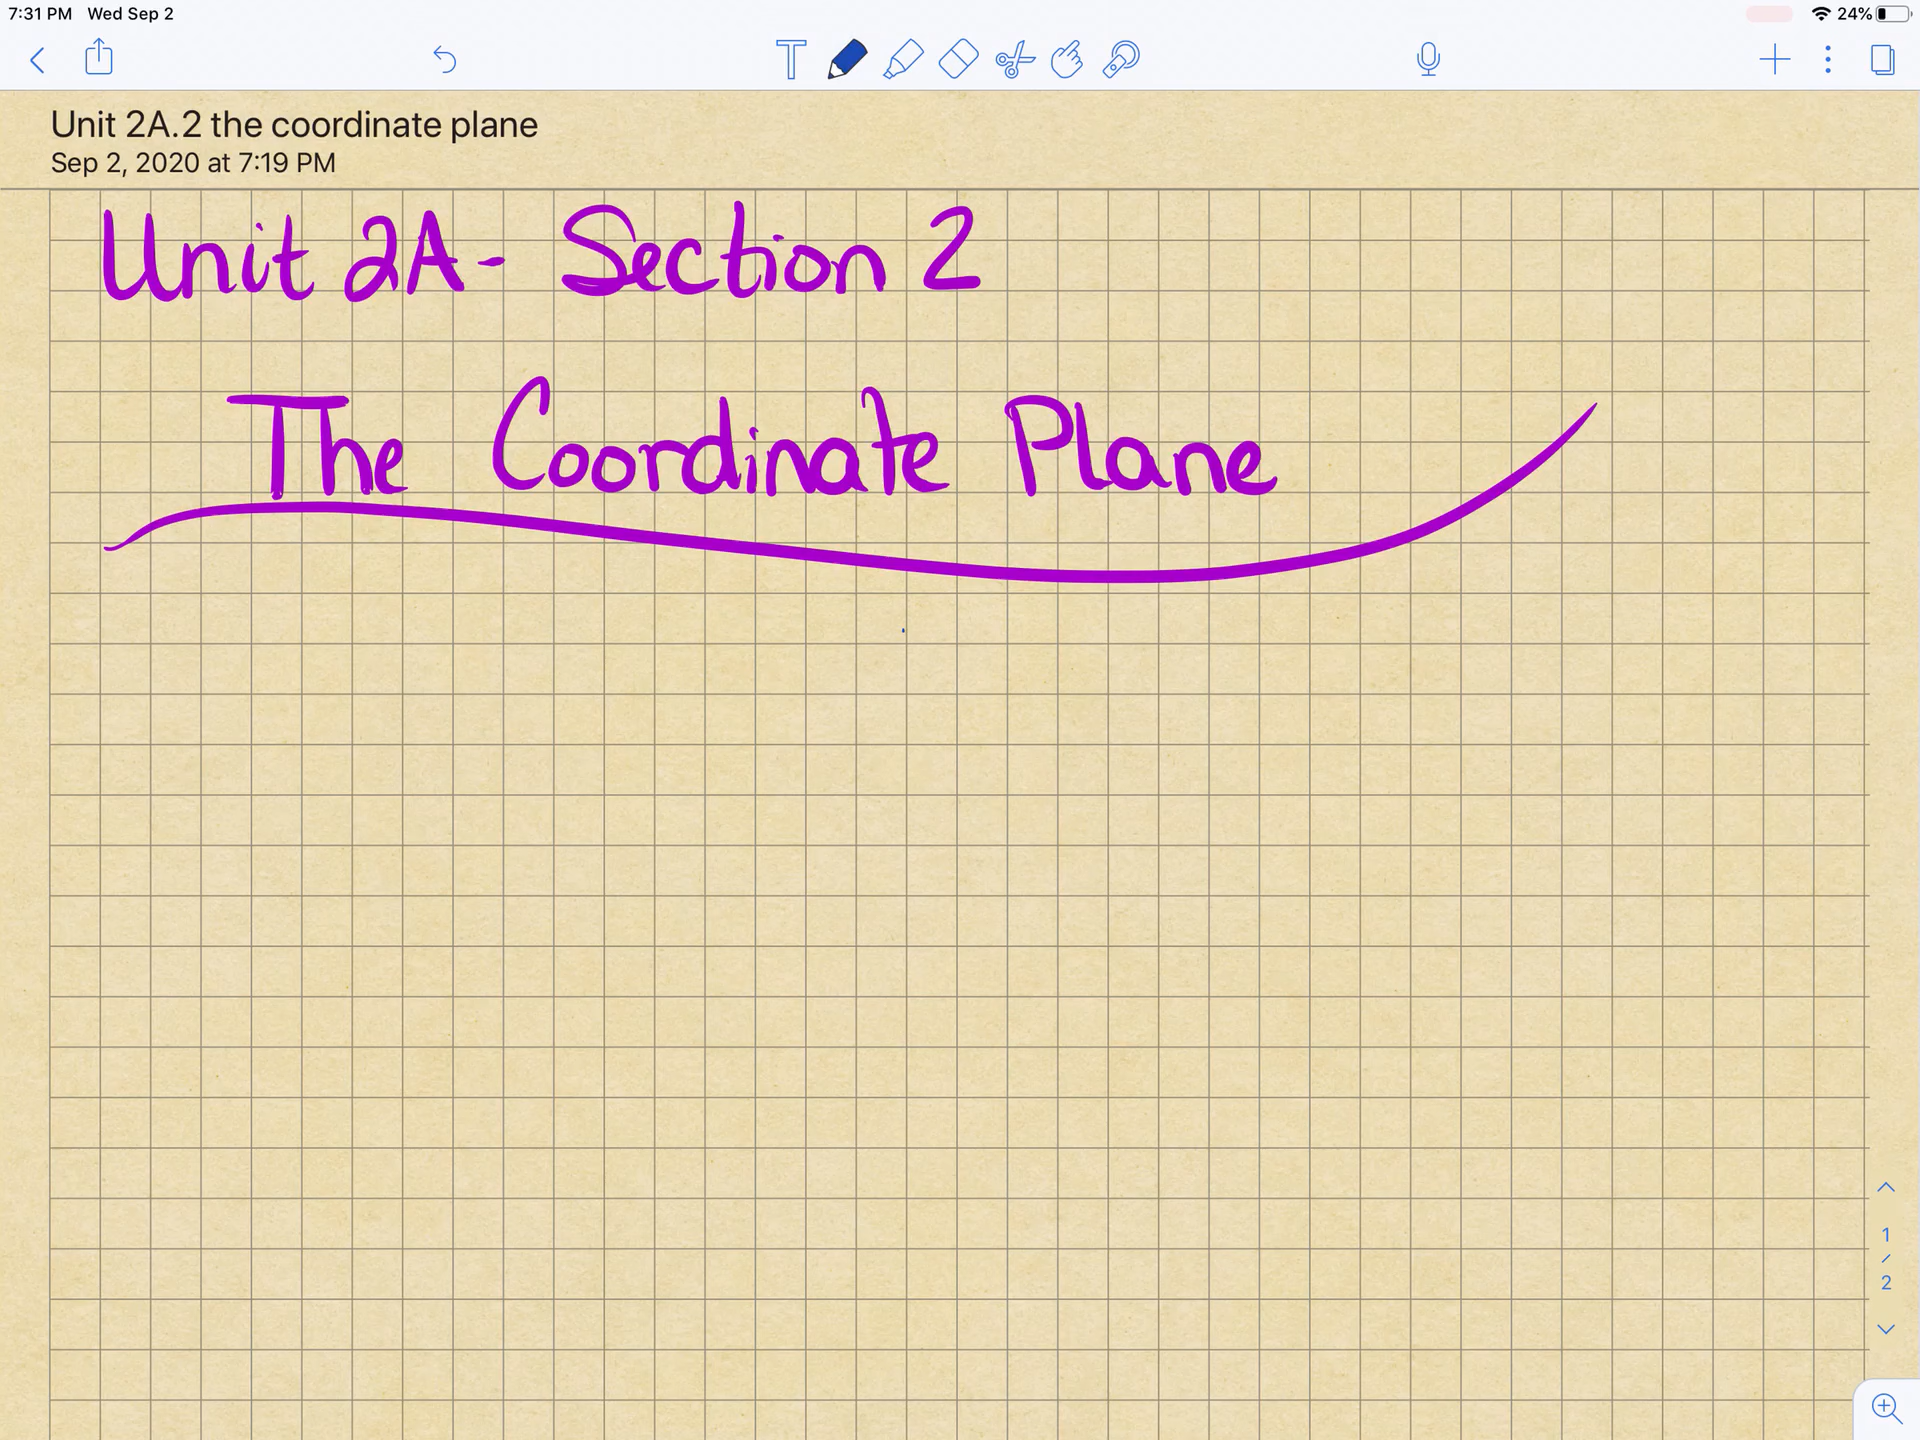 7:31 PM Wed Sep 2
24%
T
Unit 2A.2 the coordinate plane
Sep 2, 2020 at 7:19 PM
Unit 2A- Section 2
The Coordinate Plane
1
/
2